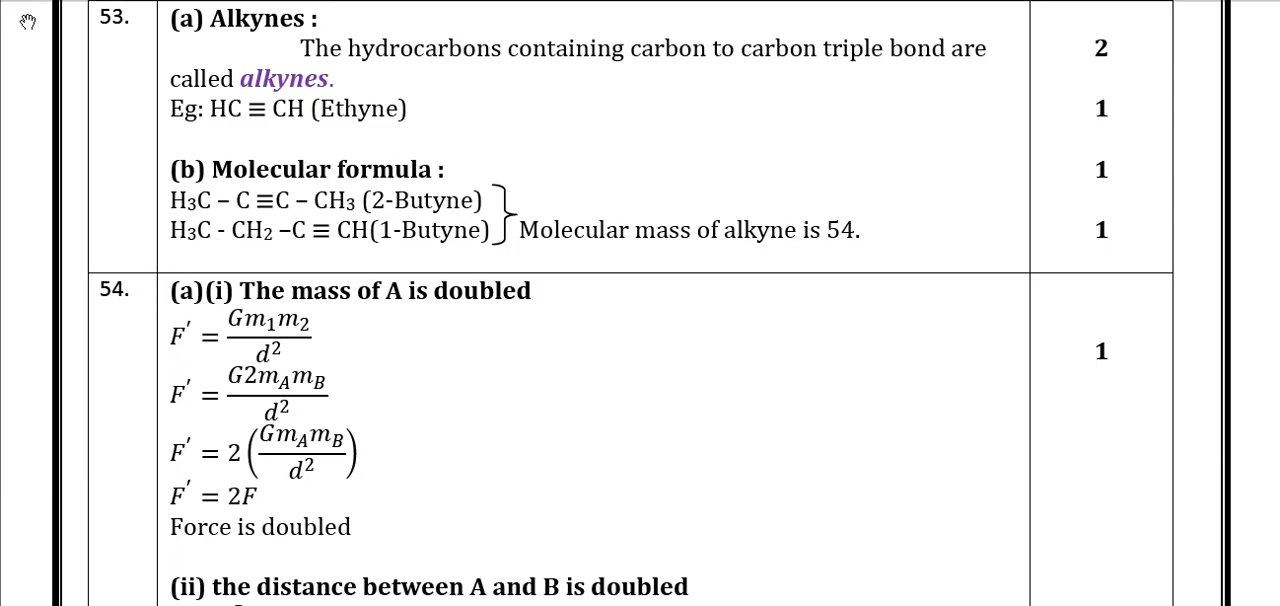 53.
(a) Alkynes :
The hydrocarbons containing carbon to carbon triple bond are 2
called alkynes.
Eg: HC ≡ CH (Ethyne) 1
(b) Molecular formula : 1
H₃C – C ≡C – CH₃ (2-Butyne)
H₃C - CH₂ –C ≡ CH(1-Butyne) Molecular mass of alkyne is 54. 1
54.
(a)(i) The mass of A is doubled
F′ = Gm₁m₂ / d² 1
F′ = G2m_Am_B / d²
F′ = 2 (Gm_Am_B / d²)
F′ = 2F
Force is doubled
(ii) the distance between A and B is doubled